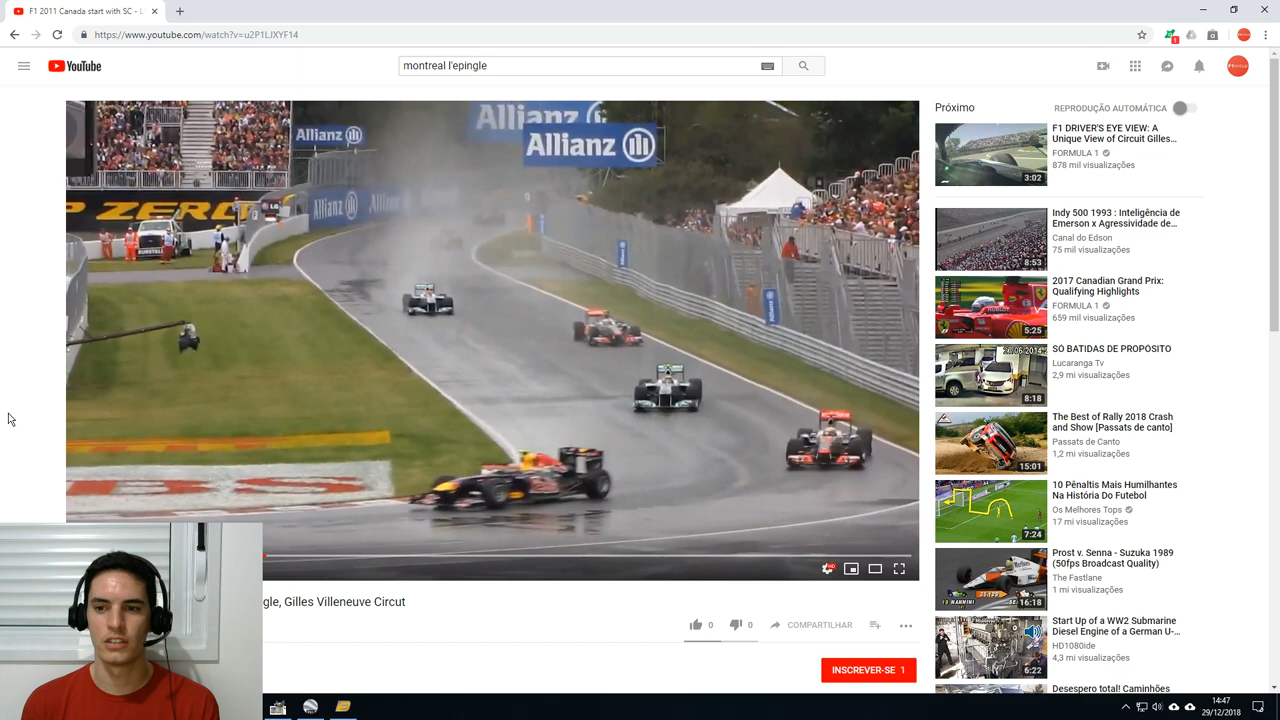 F1 2011 Canada start with SC - L
https://www.youtube.com/watch?v=u2P1LJXYF14
YouTube
montreal l'epingle
Allianz
Allianz
Allianz
Allianz
ZERO
LG
DUNSTALL
gle, Gilles Villeneuve Circut
0
0
COMPARTILHAR
INSCREVER-SE 1
Próximo
REPRODUÇÃO AUTOMÁTICA
F1 DRIVER'S EYE VIEW: A
Unique View of Circuit Gilles...
FORMULA 1
878 mil visualizações
3:02
Indy 500 1993 : Inteligência de
Emerson x Agressividade de...
Canal do Edson
75 mil visualizações
8:53
2017 Canadian Grand Prix:
Qualifying Highlights
FORMULA 1
659 mil visualizações
5:25
SÓ BATIDAS DE PROPÓSITO
Lucaranga Tv
2,9 mi visualizações
8:18
The Best of Rally 2018 Crash
and Show [Passats de canto]
Passats de Canto
1,2 mi visualizações
15:01
10 Pênaltis Mais Humilhantes
Na História Do Futebol
Os Melhores Tops
17 mi visualizações
7:24
Prost v. Senna - Suzuka 1989
(50fps Broadcast Quality)
The Fastlane
1 mi visualizações
16:18
Start Up of a WW2 Submarine
Diesel Engine of a German U-...
HD1080ide
4,3 mi visualizações
6:22
Desespero total! Caminhões
14:47
29/12/2018